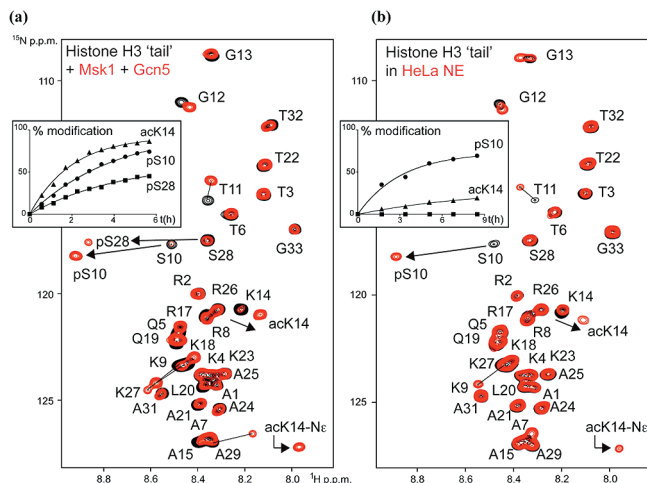 (a)
¹⁵N p.p.m.
110
120
125
Histone H3 ‘tail’
+ Msk1 + Gcn5
G13
G12
T32
T22
T11
T3
T6
G33
S10
S28
pS28
pS10
R2
R26
K14
R17
R8
acK14
Q5
Q19
K18
K9
K4
K23
K27
L20
A25
A1
A31
A21
A24
A7
acK14-Nε
A15
A29
% modification
100
50
0
0
6
t(h)
acK14
pS10
pS28
8.8
8.6
8.4
8.2
¹H p.p.m.
8.0
(b)
110
120
125
Histone H3 ‘tail’
in HeLa NE
G13
G12
T32
T22
T11
T3
T6
G33
S10
S28
pS10
R2
R26
K14
R17
R8
acK14
Q5
Q19
K18
K27
K4
K23
K9
A25
L20
A1
A31
A21
A24
A7
acK14-Nε
A15
A29
% modification
100
50
0
0
8
t(h)
pS10
acK14
8.8
8.6
8.4
8.2
¹H p.p.m.
8.0